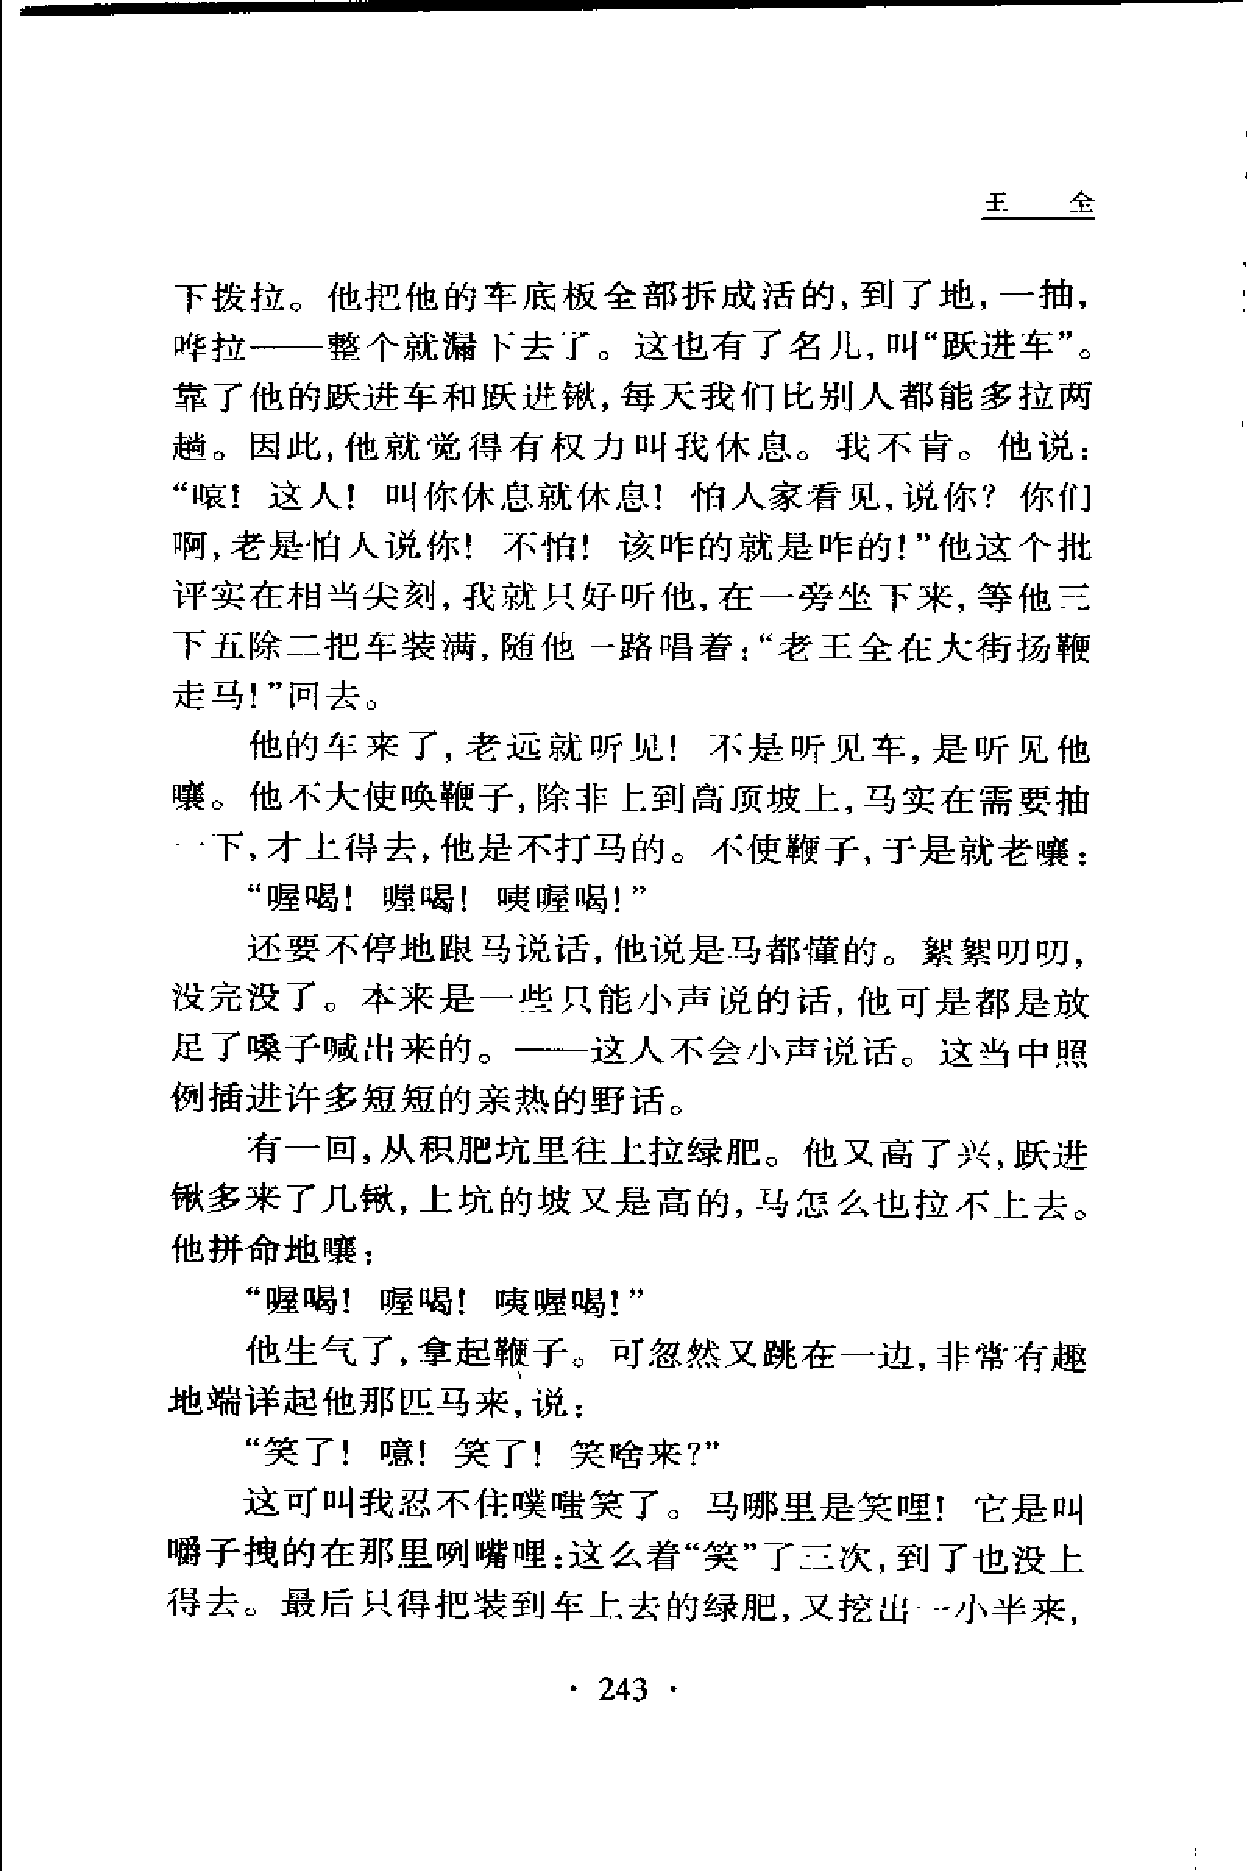 王　全
下拨拉。他把他的车底板全部拆成活的,到了地,一抽,
哗拉——整个就漏下去了。这也有了名儿,叫“跃进车”。
靠了他的跃进车和跃进锹,每天我们比别人都能多拉两
趟。因此,他就觉得有权力叫我休息。我不肯。他说:
“嗳! 这人! 叫你休息就休息! 怕人家看见,说你? 你们
啊,老是怕人说你! 不怕! 该咋的就是咋的!”他这个批
评实在相当尖刻,我就只好听他,在一旁坐下来,等他三
下五除二把车装满,随他一路唱着:“老王全在大街扬鞭
走马!”回去。
他的车来了,老远就听见! 不是听见车,是听见他
嚷。他不大使唤鞭子,除非上到高顶坡上,马实在需要抽
一下,才上得去,他是不打马的。不使鞭子,于是就老嚷:
“喔喝! 喔喝! 咦喔喝!”
还要不停地跟马说话,他说是马都懂的。絮絮叨叨,
没完没了。本来是一些只能小声说的话,他可是都是放
足了嗓子喊出来的。——这人不会小声说话。这当中照
例插进许多短短的亲热的野话。
有一回,从积肥坑里往上拉绿肥。他又高了兴,跃进
锹多来了几锹,上坑的坡又是高的,马怎么也拉不上去。
他拼命地嚷:
“喔喝! 喔喝! 咦喔喝!”
他生气了,拿起鞭子。可忽然又跳在一边,非常有趣
地端详起他那匹马来,说:
“笑了! 噫! 笑了! 笑啥来?”
这可叫我忍不住噗嗤笑了。马哪里是笑哩! 它是叫
嚼子拽的在那里咧嘴哩:这么着“笑”了三次,到了也没上
得去。最后只得把装到车上去的绿肥,又挖出一小半来,
· 243 ·